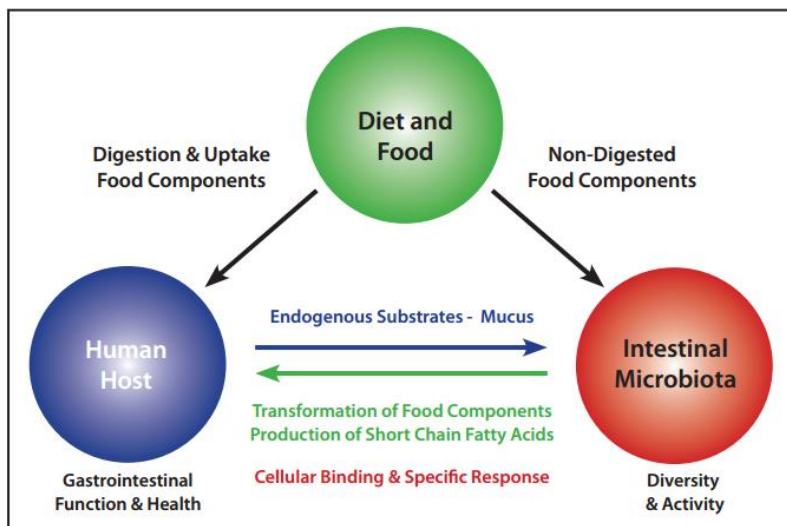 Diet and
Food
Digestion & Uptake
Food Components
Non-Digested
Food Components
Endogenous Substrates - Mucus
Human
Host
Intestinal
Microbiota
Transformation of Food Components
Production of Short Chain Fatty Acids
Cellular Binding & Specific Response
Gastrointestinal
Function & Health
Diversity
& Activity